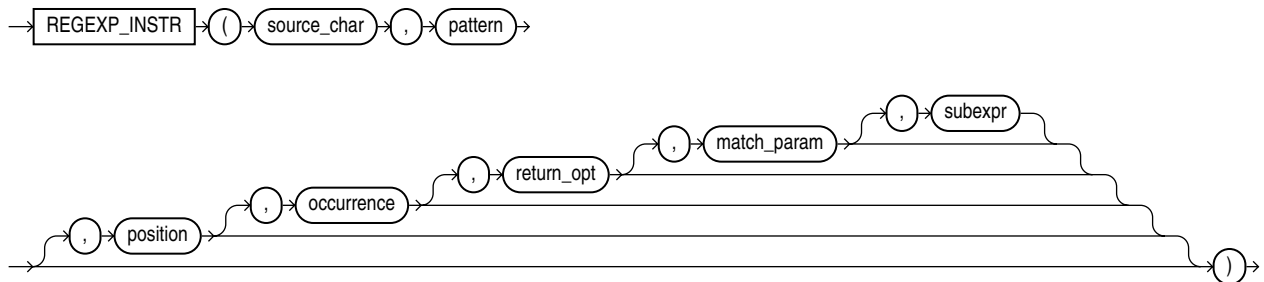 REGEXP_INSTR ( source_char , pattern
, subexpr
, match_param
, return_opt
, occurrence
, position
)